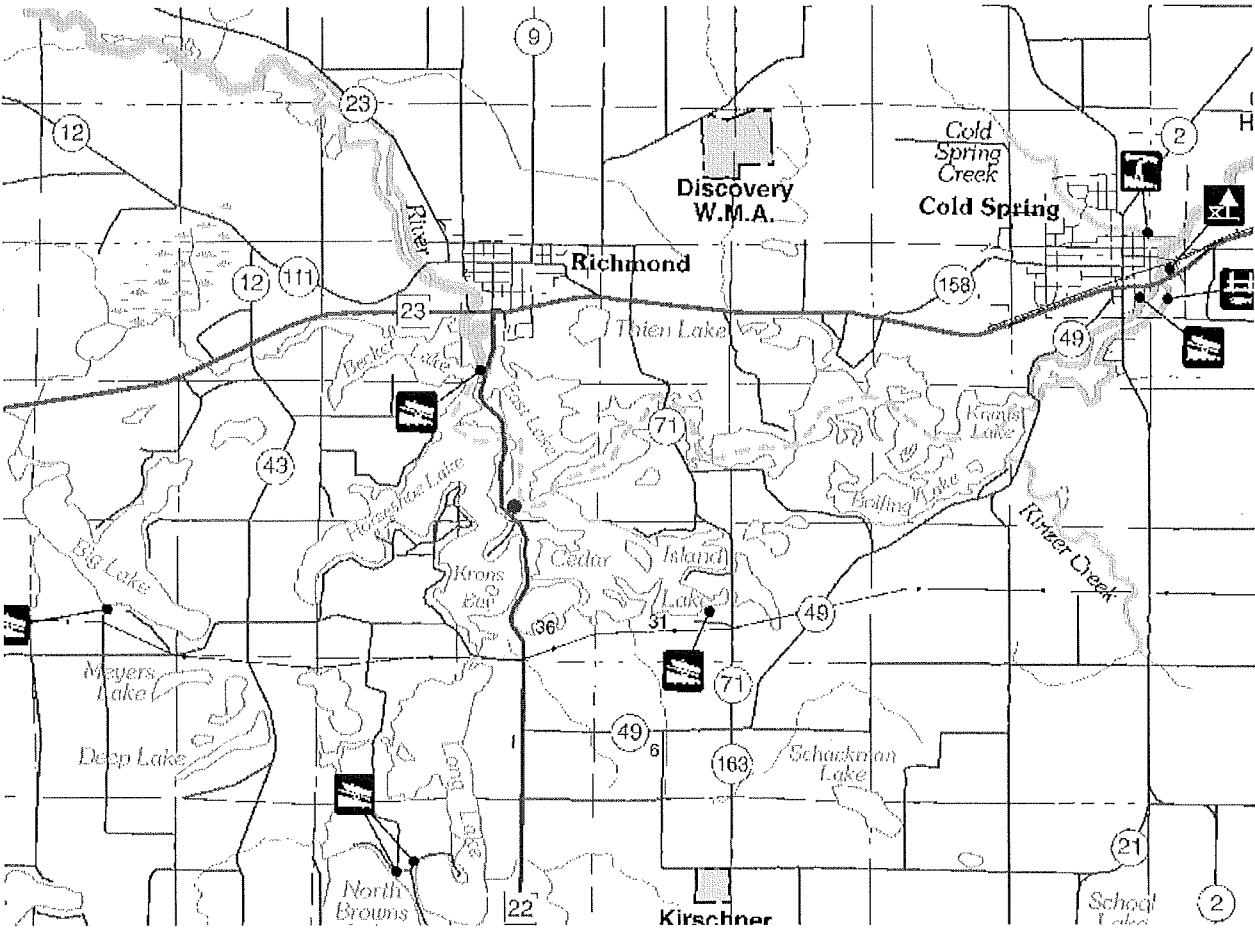 9
23
12
2
H
Cold
Spring
Creek
Discovery
W.M.A.
Cold Spring
River
Richmond
12
111
158
23
Thien Lake
49
Becker Lake
East Lake
71
Kraus
Lake
43
Horseshoe Lake
Lake
Kinzer Creek
Big Lake
Cedar
Island
Lake
Krons
Bay
36
31
49
Meyers
Lake
71
49
6
Deep Lake
163
Schackman
Lake
Long Lake
21
North
Browns
22
Kirschner
School
Lake
2